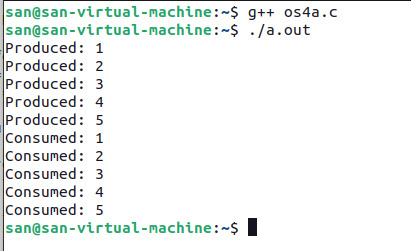 san@san-virtual-machine:~$ g++ os4a.c
san@san-virtual-machine:~$ ./a.out
Produced: 1
Produced: 2
Produced: 3
Produced: 4
Produced: 5
Consumed: 1
Consumed: 2
Consumed: 3
Consumed: 4
Consumed: 5
san@san-virtual-machine:~$